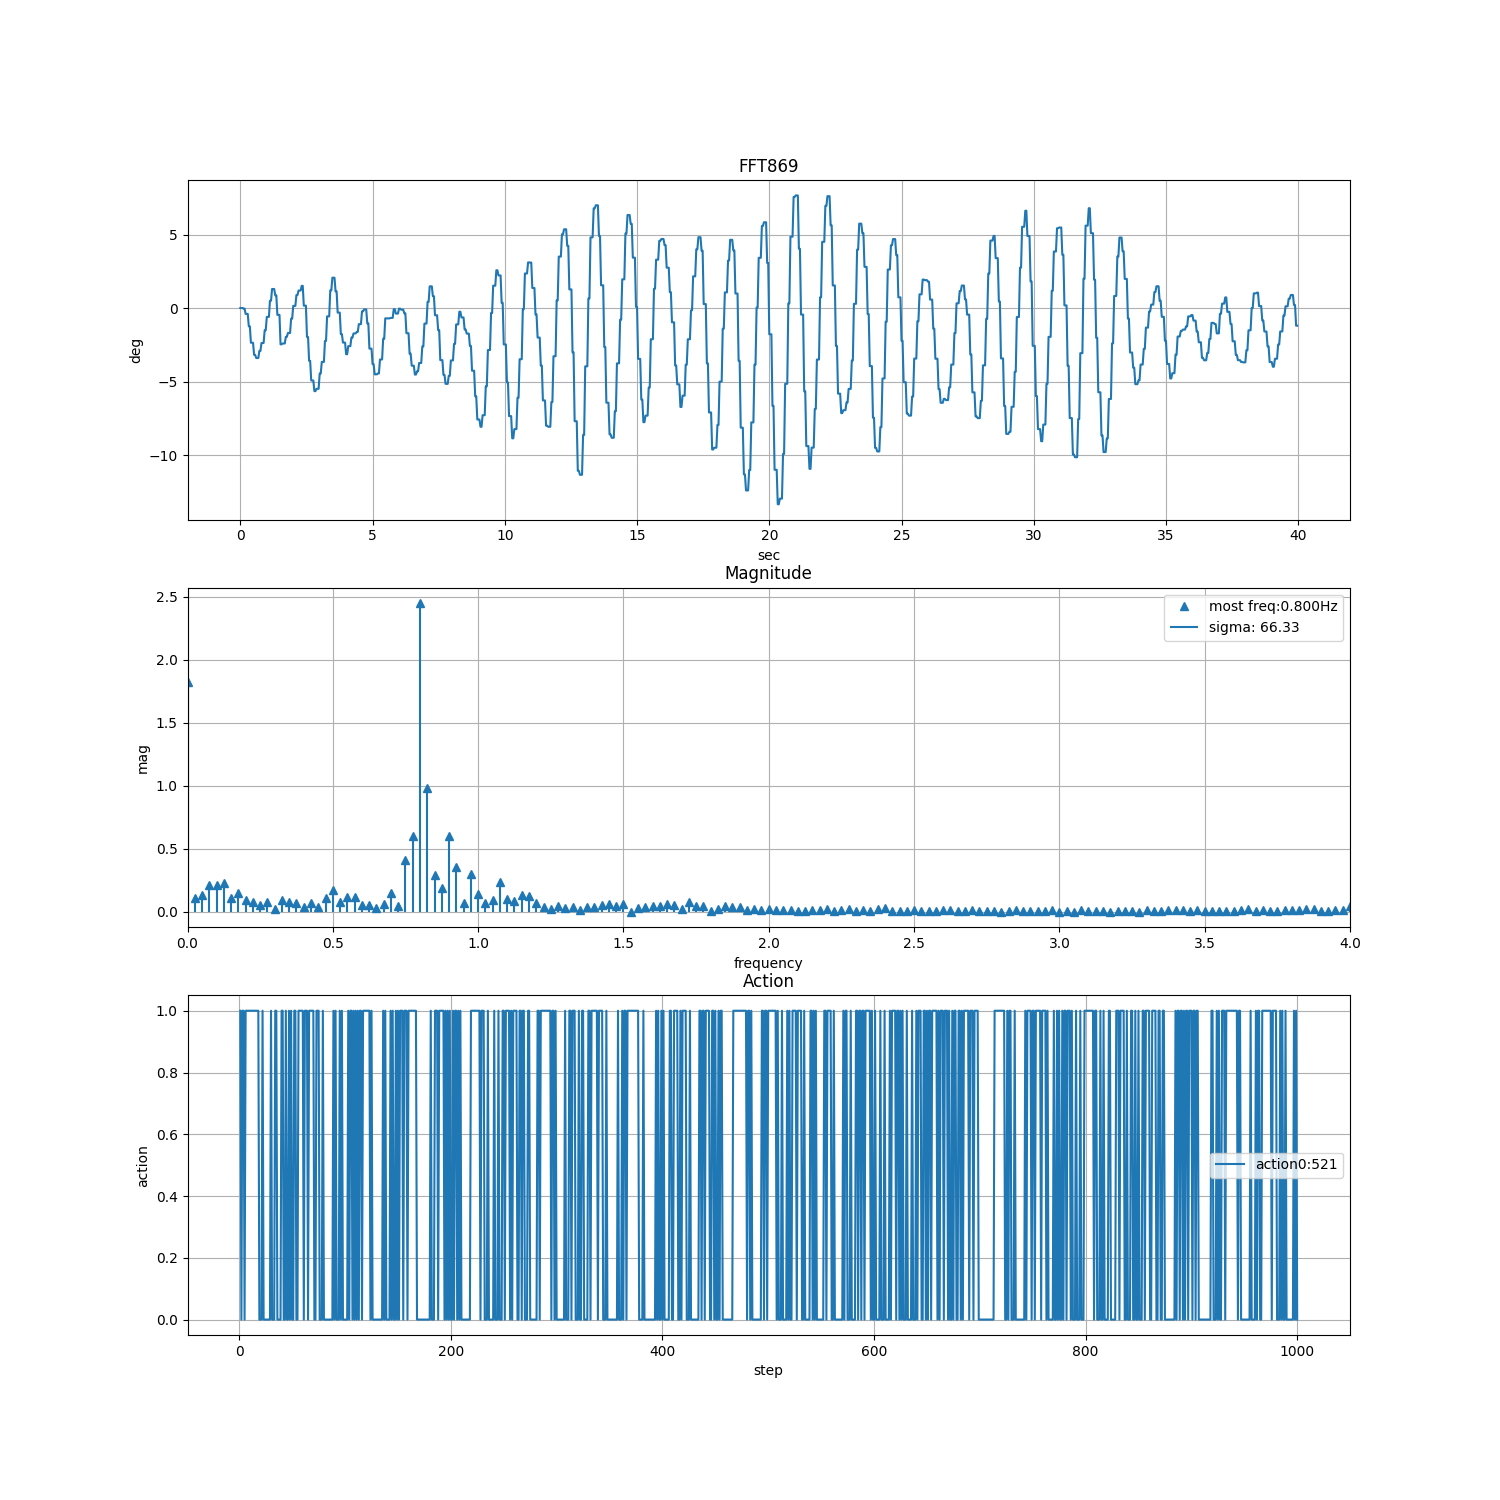 FFT869
5
0
−5
−10
deg
0 5 10 15 20 25 30 35 40
sec
Magnitude
2.5
2.0
1.5
1.0
0.5
0.0
mag
most freq:0.800Hz
sigma: 66.33
0.0 0.5 1.0 1.5 2.0 2.5 3.0 3.5 4.0
frequency
Action
1.0
0.8
0.6
0.4
0.2
0.0
action
action0:521
0 200 400 600 800 1000
step